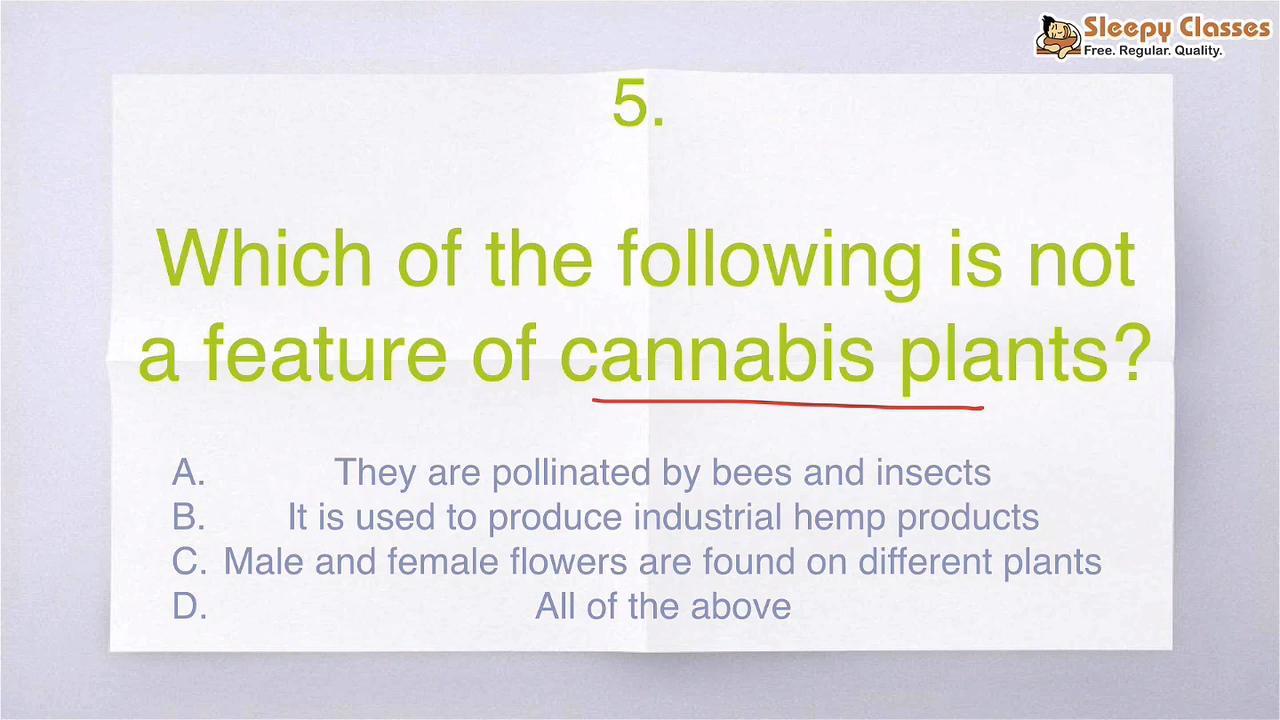 Sleepy Classes
Free. Regular. Quality.
5.
Which of the following is not
a feature of cannabis plants?
A. They are pollinated by bees and insects
B. It is used to produce industrial hemp products
C. Male and female flowers are found on different plants
D. All of the above